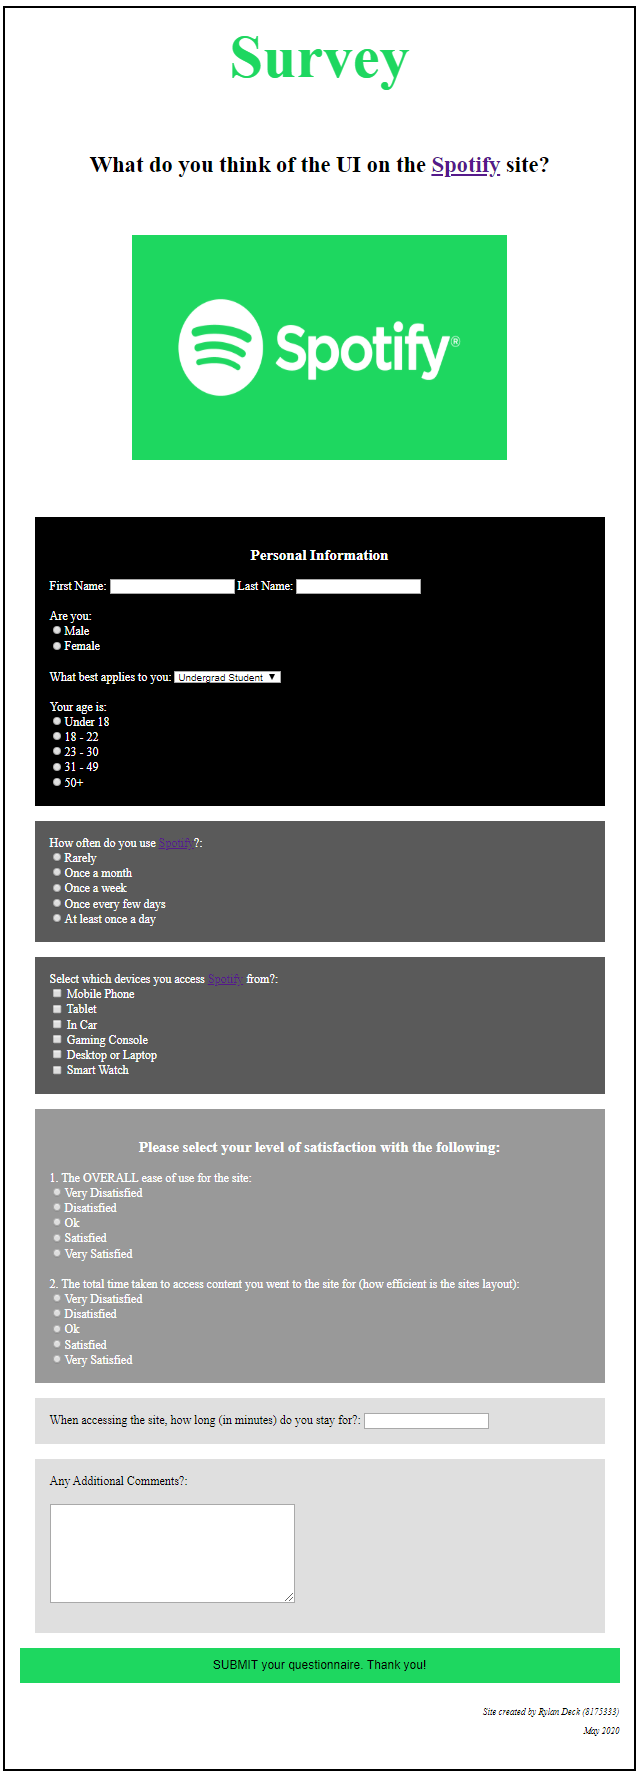 Survey
What do you think of the UI on the Spotify site?
Spotify®
Personal Information
First Name: Last Name:
Are you:
Male
Female
What best applies to you: Undergrad Student ▼
Your age is:
Under 18
18 - 22
23 - 30
31 - 49
50+
How often do you use Spotify?:
Rarely
Once a month
Once a week
Once every few days
At least once a day
Select which devices you access Spotify from?:
Mobile Phone
Tablet
In Car
Gaming Console
Desktop or Laptop
Smart Watch
Please select your level of satisfaction with the following:
1. The OVERALL ease of use for the site:
Very Disatisfied
Disatisfied
Ok
Satisfied
Very Satisfied
2. The total time taken to access content you went to the site for (how efficient is the sites layout):
Very Disatisfied
Disatisfied
Ok
Satisfied
Very Satisfied
When accessing the site, how long (in minutes) do you stay for?:
Any Additional Comments?:
SUBMIT your questionnaire. Thank you!
Site created by Rylan Deck (8175333)
May 2020